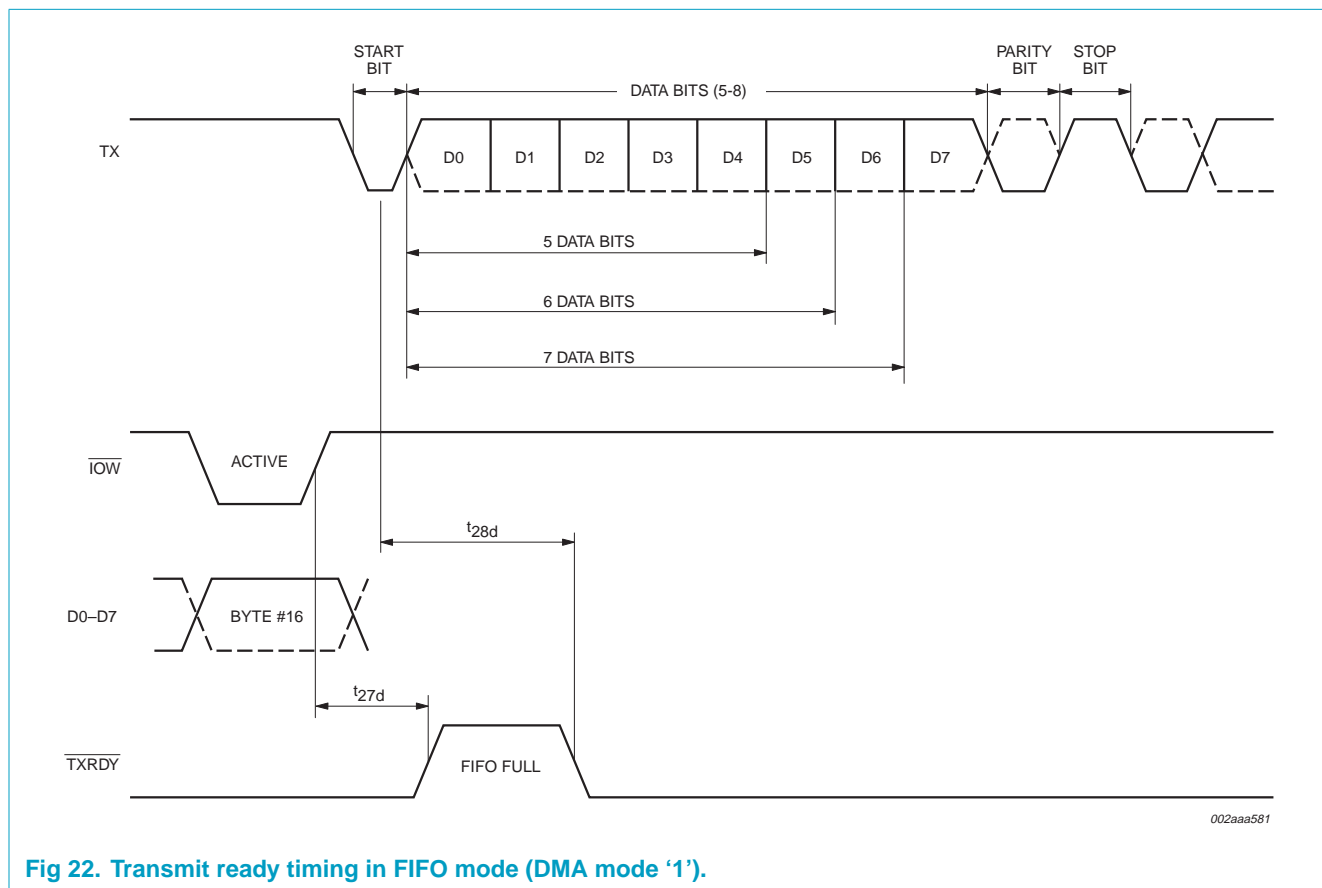 START
BIT
PARITY
BIT
STOP
BIT
DATA BITS (5-8)
TX
D0
D1
D2
D3
D4
D5
D6
D7
5 DATA BITS
6 DATA BITS
7 DATA BITS
IOW
ACTIVE
t28d
D0–D7
BYTE #16
t27d
TXRDY
FIFO FULL
002aaa581
Fig 22. Transmit ready timing in FIFO mode (DMA mode ‘1’).